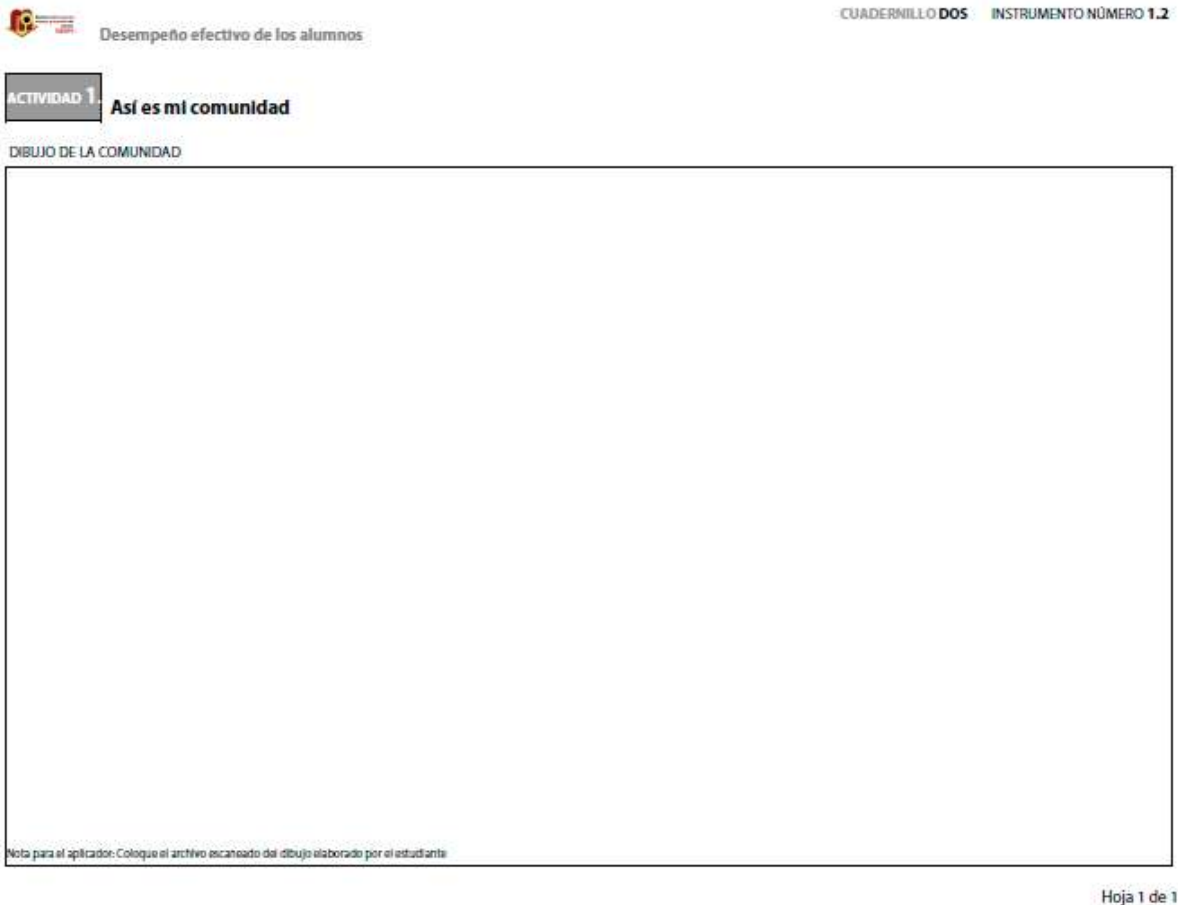 CUADERNILLO DOS INSTRUMENTO NÚMERO 1.2
Desempeño efectivo de los alumnos
ACTIVIDAD 1.
Así es mi comunidad
DIBUJO DE LA COMUNIDAD
Nota para el aplicador: Coloque el archivo escaneado del dibujo elaborado por el estudiante
Hoja 1 de 1